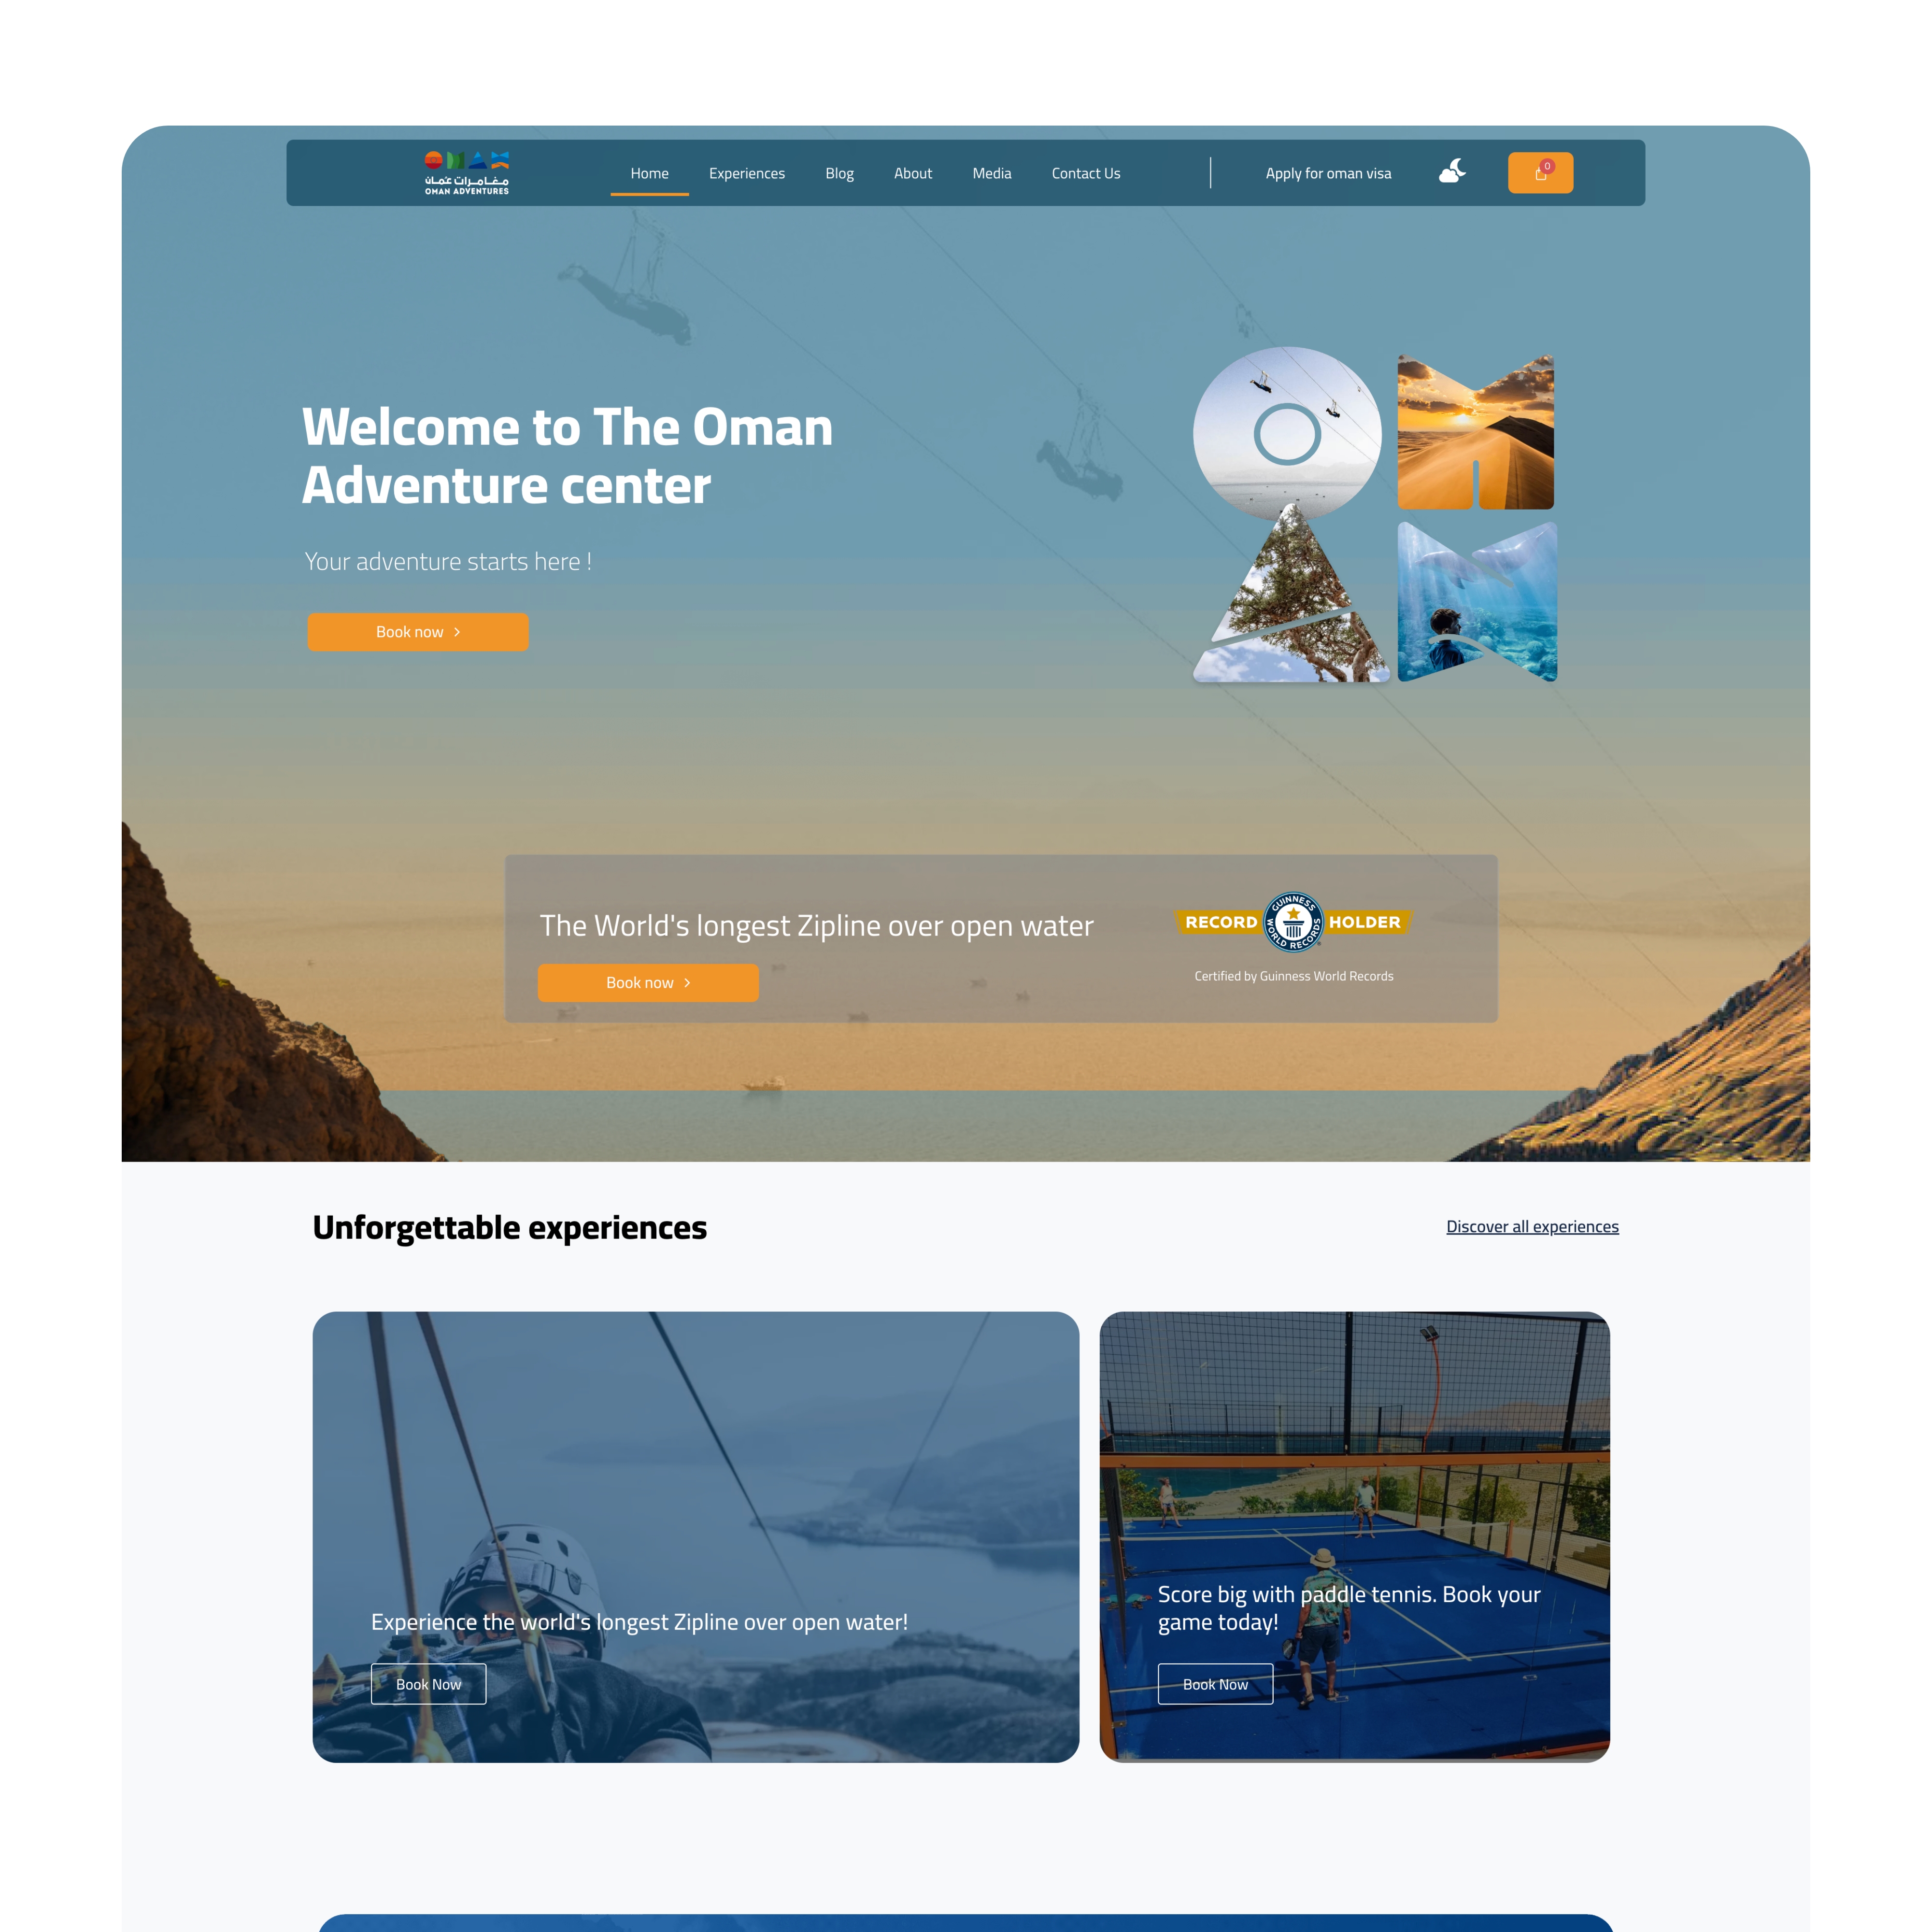 مغامرات عُمان
OMAN ADVENTURES
Home
Experiences
Blog
About
Media
Contact Us
Apply for oman visa
0
Welcome to The Oman
Adventure center
Your adventure starts here !
Book now
The World's longest Zipline over open water
Book now
RECORD
GUINNESS
WORLD RECORDS
HOLDER
Certified by Guinness World Records
Unforgettable experiences
Discover all experiences
Experience the world's longest Zipline over open water!
Book Now
Score big with paddle tennis. Book your
game today!
Book Now